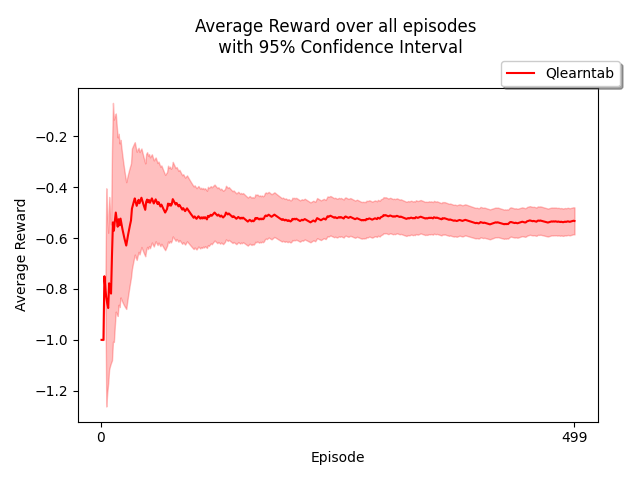 Average Reward over all episodes
with 95% Confidence Interval
Qlearntab
Average Reward
−0.2
−0.4
−0.6
−0.8
−1.0
−1.2
0
499
Episode